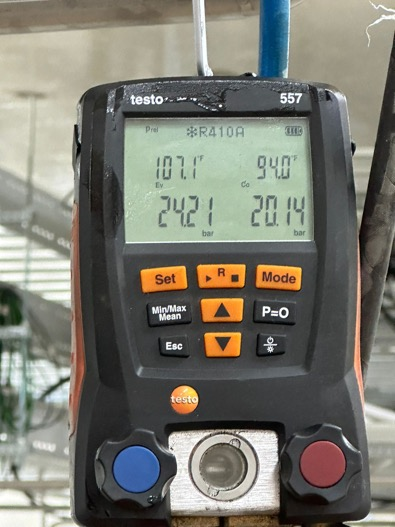 testo 557
Prel ❄R410A
107.1°F 94.0°F
Ev Co
24.21 20.14
bar bar
Set ▶ R ■ Mode
Min/Max
Mean ▲ P=O
Esc ▼
testo